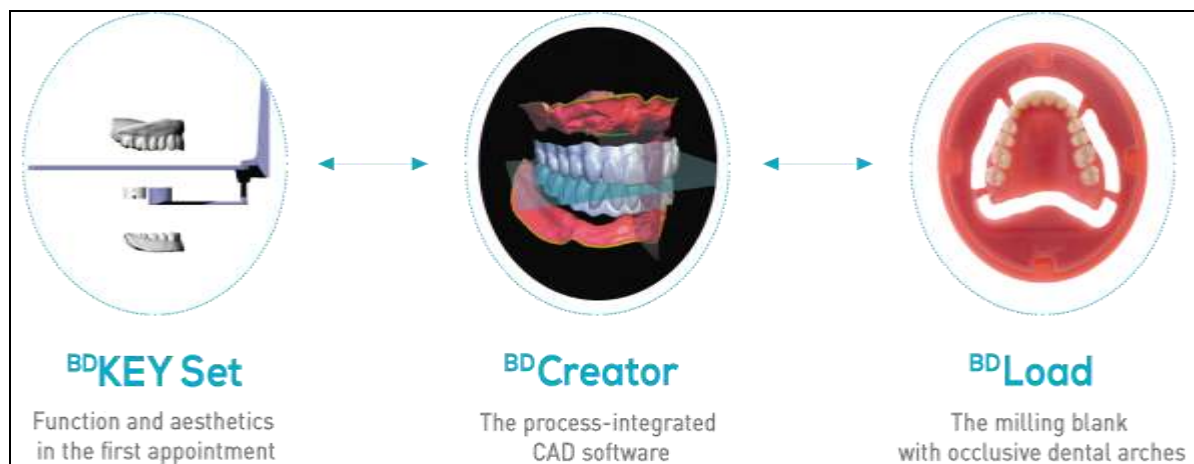 BDKEY Set
Function and aesthetics
in the first appointment
BDCreator
The process-integrated
CAD software
BDLoad
The milling blank
with occlusive dental arches